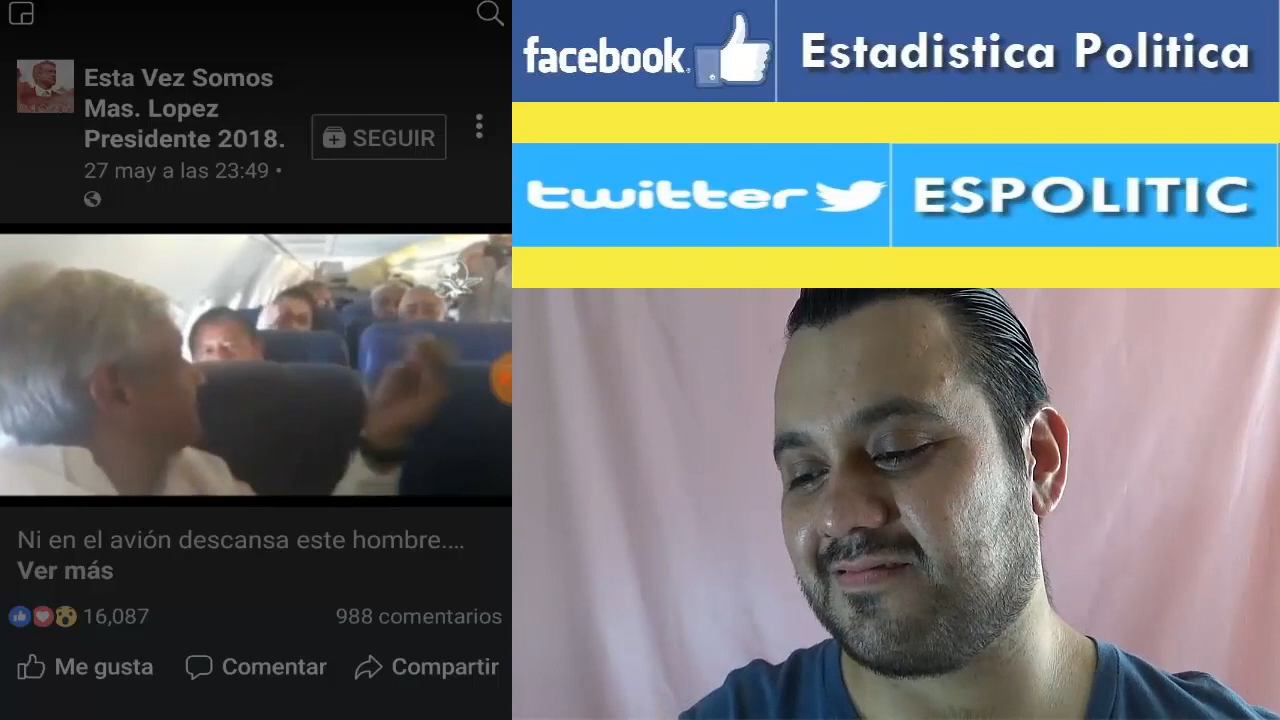 Esta Vez Somos
Mas. Lopez
Presidente 2018.
SEGUIR
27 may a las 23:49 •
Ni en el avión descansa este hombre....
Ver más
16,087
988 comentarios
Me gusta
Comentar
Compartir
facebook
Estadistica Politica
twitter
ESPOLITIC